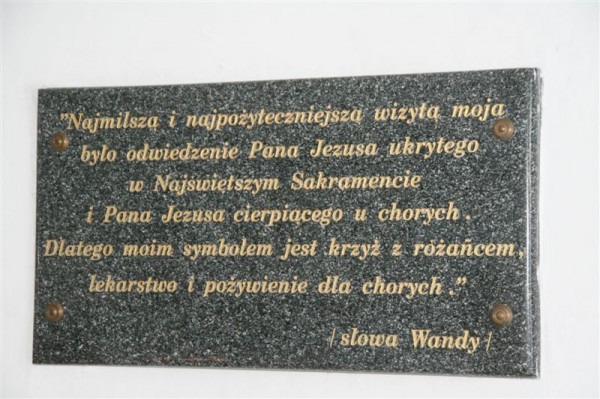 "Najmilszą i najpożyteczniejszą wizytą moją
było odwiedzenie Pana Jezusa ukrytego
w Najświetszym Sakramencie
i Pana Jezusa cierpiącego u chorych.
Dlatego moim symbolem jest krzyż z różańcem,
lekarstwo i pożywienie dla chorych."
/słowa Wandy/